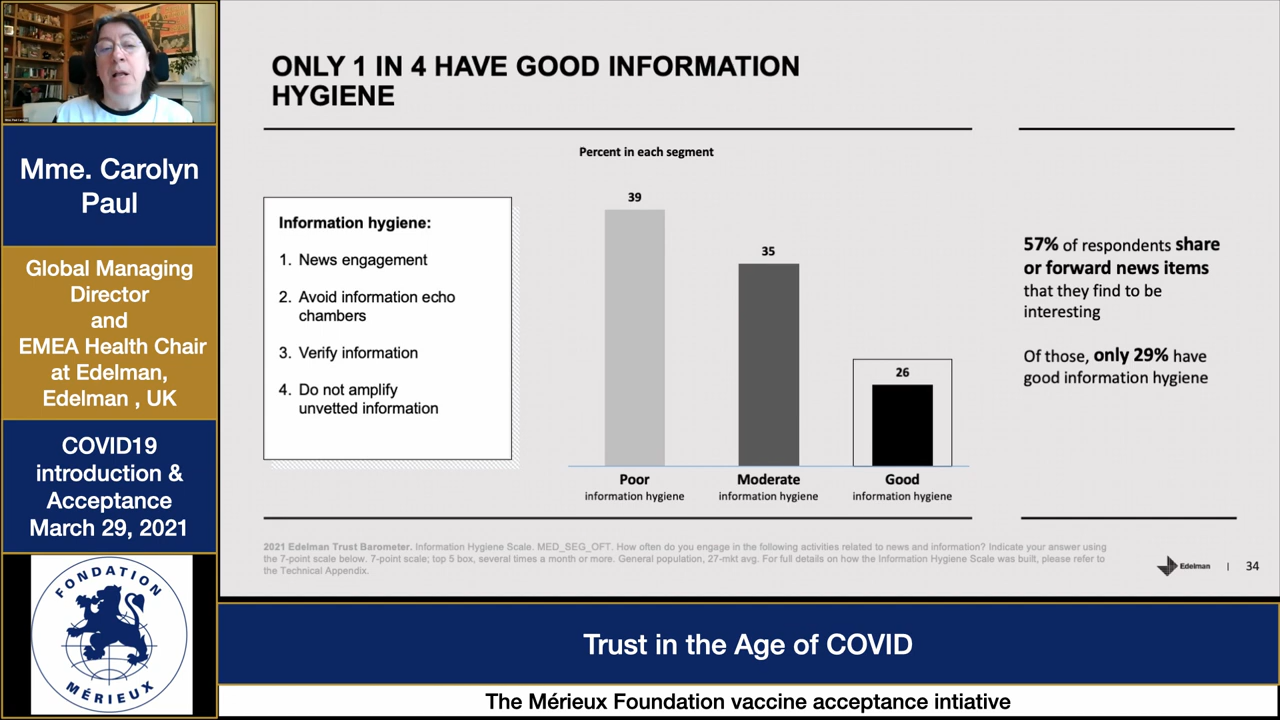 Mme. Carolyn
Paul
Global Managing
Director
and
EMEA Health Chair
at Edelman,
Edelman , UK
COVID19
introduction &
Acceptance
March 29, 2021
FONDATION
MÉRIEUX
ONLY 1 IN 4 HAVE GOOD INFORMATION
HYGIENE
Percent in each segment
Information hygiene:
1. News engagement
2. Avoid information echo
chambers
3. Verify information
4. Do not amplify
unvetted information
39
35
26
Poor
information hygiene
Moderate
information hygiene
Good
information hygiene
57% of respondents share
or forward news items
that they find to be
interesting
Of those, only 29% have
good information hygiene
2021 Edelman Trust Barometer. Information Hygiene Scale. MED_SEG_OFT. How often do you engage in the following activities related to news and information? Indicate your answer using
the 7-point scale below. 7-point scale; top 5 box, several times a month or more. General population, 27-mkt avg. For full details on how the Information Hygiene Scale was built, please refer to
the Technical Appendix.
Edelman | 34
Trust in the Age of COVID
The Mérieux Foundation vaccine acceptance intiative